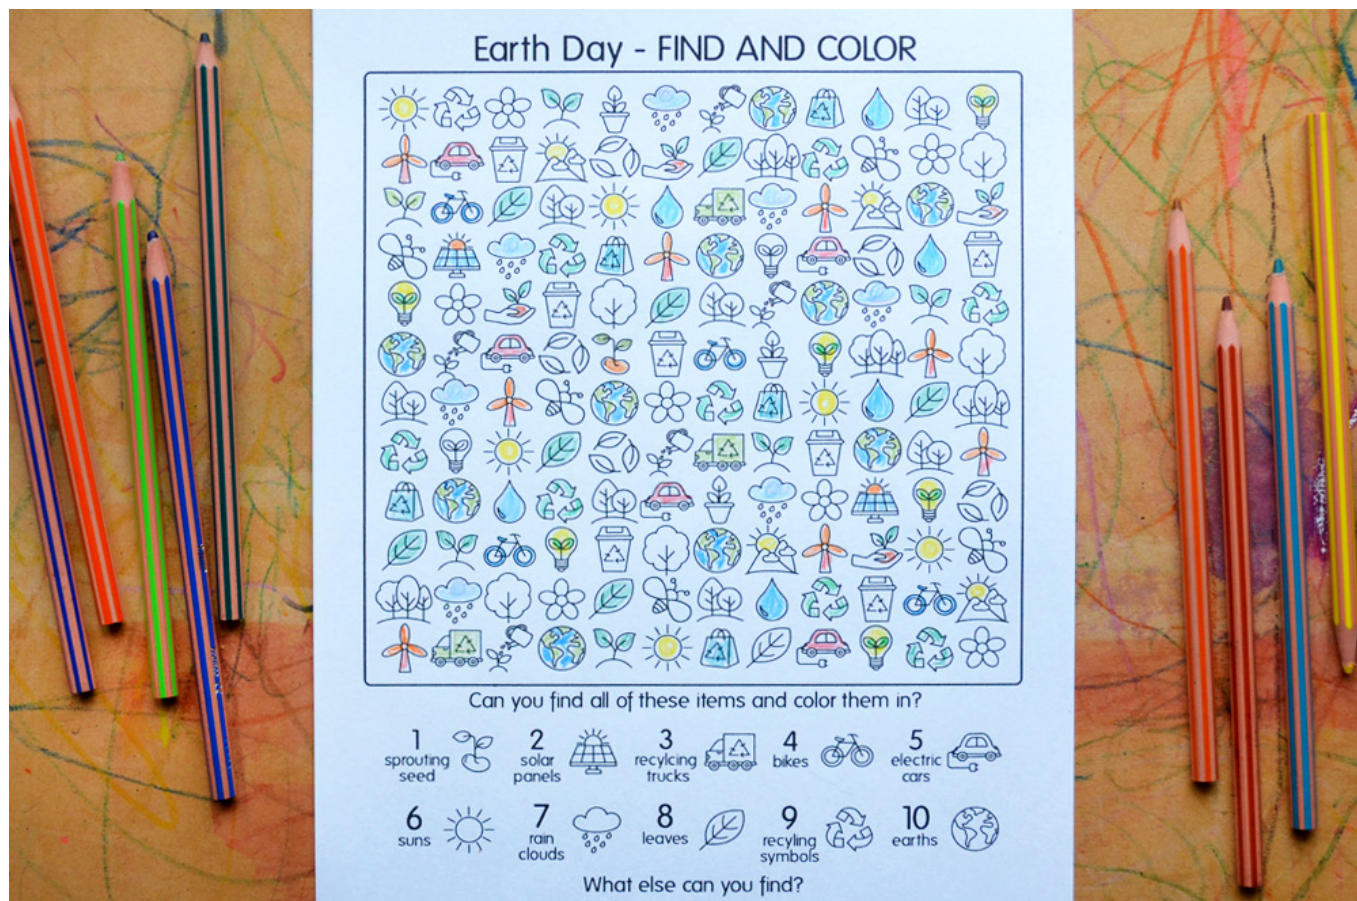 Earth Day - FIND AND COLOR
Can you find all of these items and color them in?
1
sprouting
seed
2
solar
panels
3
recylcing
trucks
4
bikes
5
electric
cars
6
suns
7
rain
clouds
8
leaves
9
recyling
symbols
10
earths
What else can you find?